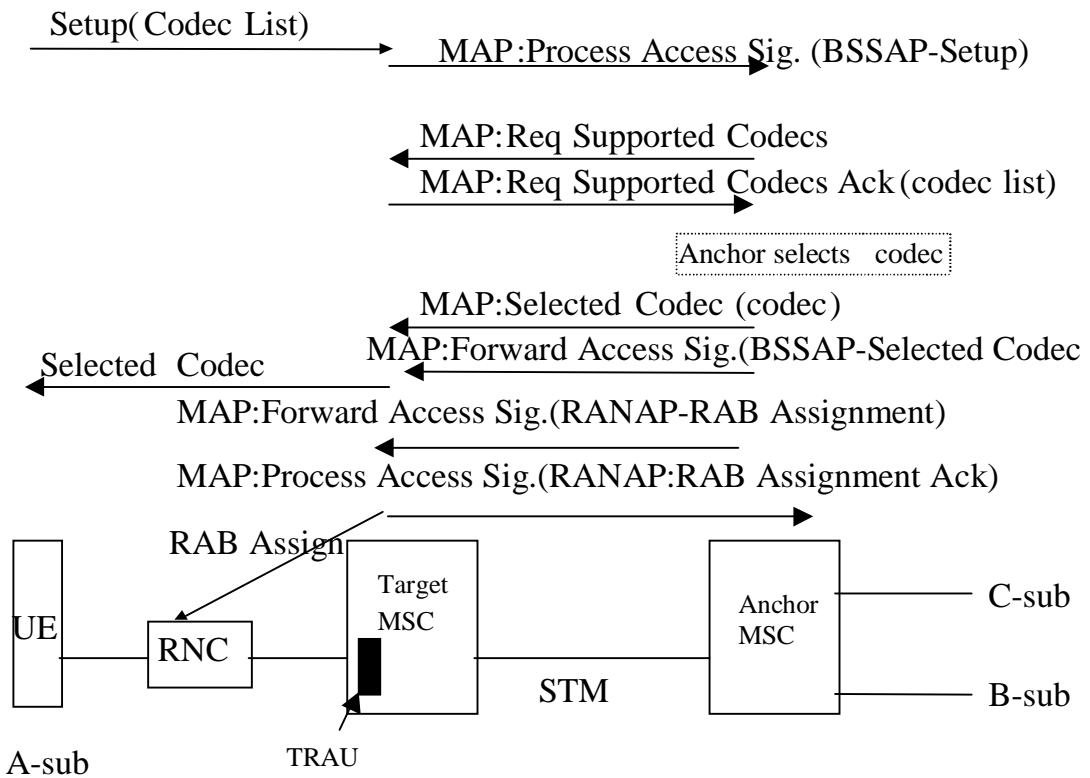 Setup(Codec List)
MAP:Process Access Sig. (BSSAP-Setup)
MAP:Req Supported Codecs
MAP:Req Supported Codecs Ack(codec list)
Anchor selects codec
MAP:Selected Codec (codec)
MAP:Forward Access Sig.(BSSAP-Selected Codec
Selected Codec
MAP:Forward Access Sig.(RANAP-RAB Assignment)
MAP:Process Access Sig.(RANAP:RAB Assignment Ack)
RAB Assign
UE
RNC
Target
MSC
STM
Anchor
MSC
C-sub
B-sub
A-sub
TRAU